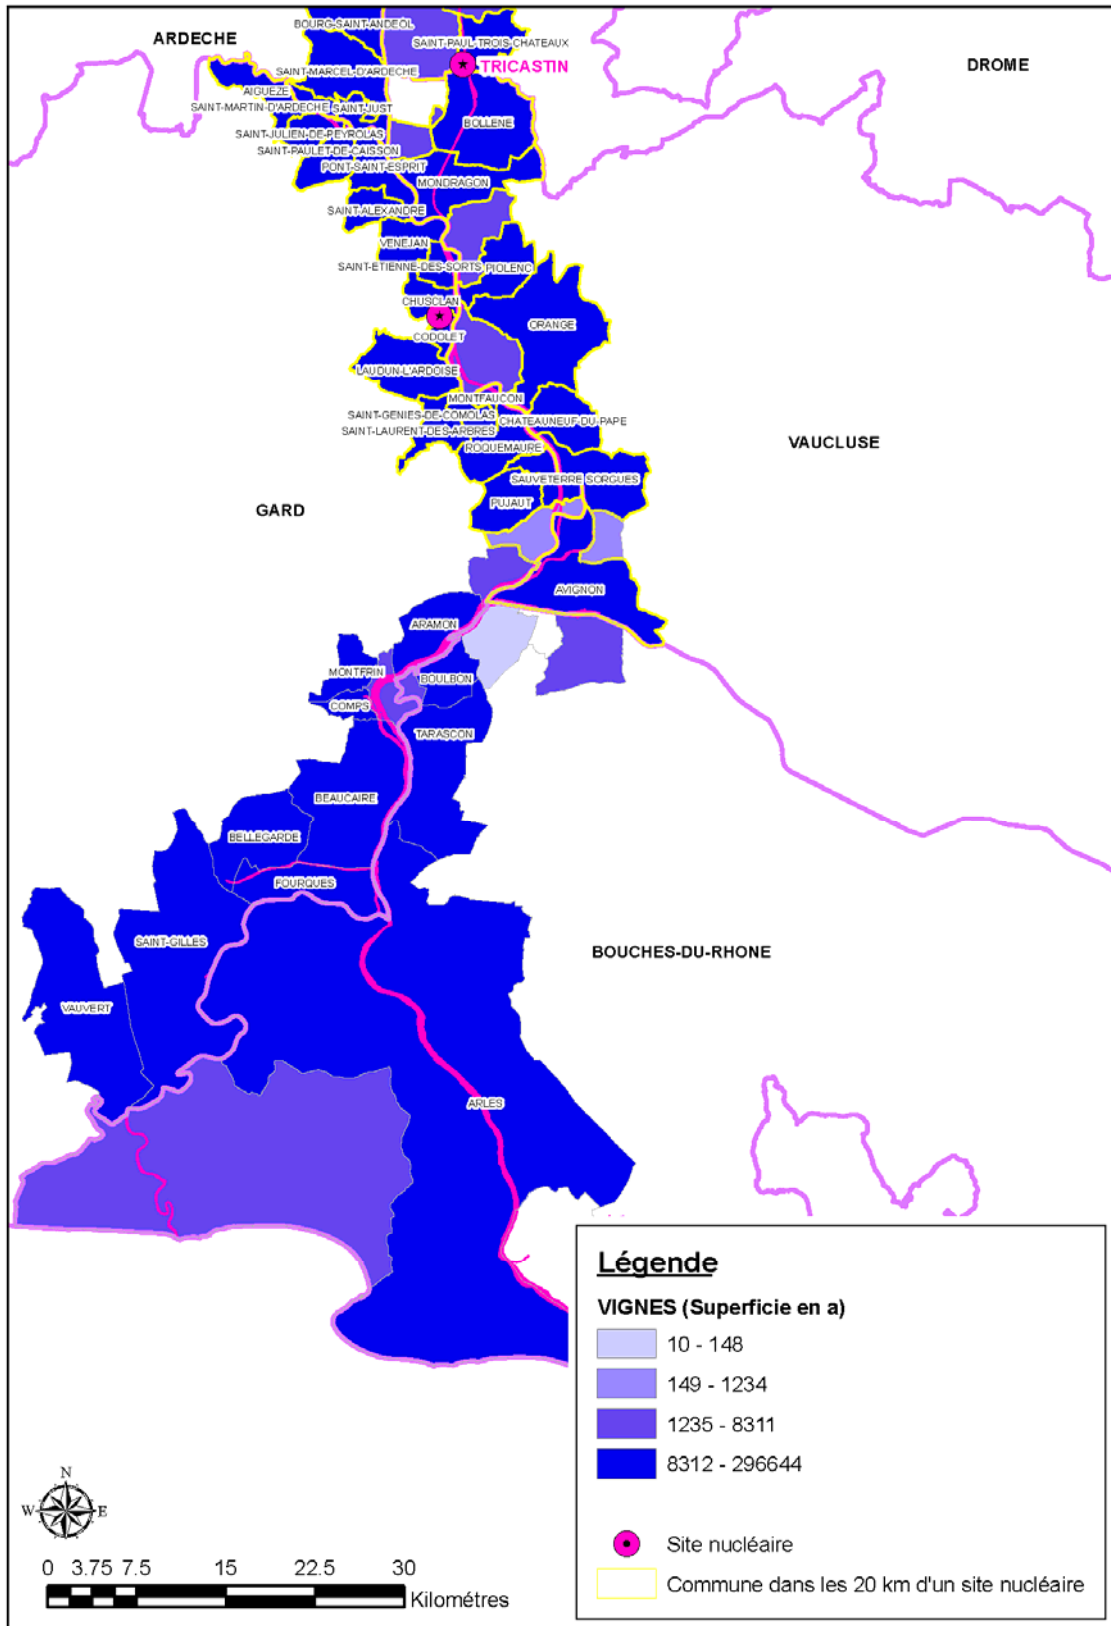 BOURG-SAINT-ANDEOL
ARDECHE
SAINT-PAUL-TROIS-CHATEAUX
TRICASTIN
DROME
SAINT-MARCEL-D'ARDECHE
AIGUEZE
SAINT-MARTIN-D'ARDECHE
SAINT-JUST
BOLLENE
SAINT-JULIEN-DE-PEYROLAS
SAINT-PAULET-DE-CAISSON
PONT-SAINT-ESPRIT
MONDRAGON
SAINT-ALEXANDRE
VENEJAN
SAINT-ETIENNE-DES-SORTS
PIOLENC
CHUSCLAN
ORANGE
CODOLET
LAUDUN-L'ARDOISE
MONTFAUCON
SAINT-GENIES-DE-COMOLAS
CHATEAUNEUF-DU-PAPE
SAINT-LAURENT-DES-ARBRES
ROQUEMAURE
VAUCLUSE
SAUVETERRE
SORGUES
PUJAUT
GARD
AVIGNON
ARAMON
MONTFRIN
BOULBON
COMPS
TARASCON
BEAUCAIRE
BELLEGARDE
FOURQUES
SAINT-GILLES
BOUCHES-DU-RHONE
VAUVERT
ARLES
Légende
VIGNES (Superficie en a)
10 - 148
149 - 1234
1235 - 8311
8312 - 296644
Site nucléaire
Commune dans les 20 km d'un site nucléaire
N
W E
S
0 3.75 7.5 15 22.5 30
Kilométres